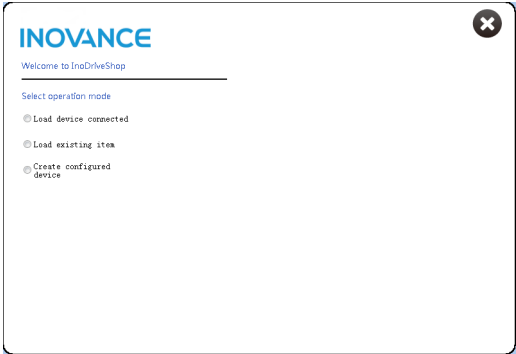 INOVANCE
Welcome to InoDriveShop
Select operation mode
Load device connected
Load existing item
Create configured
device